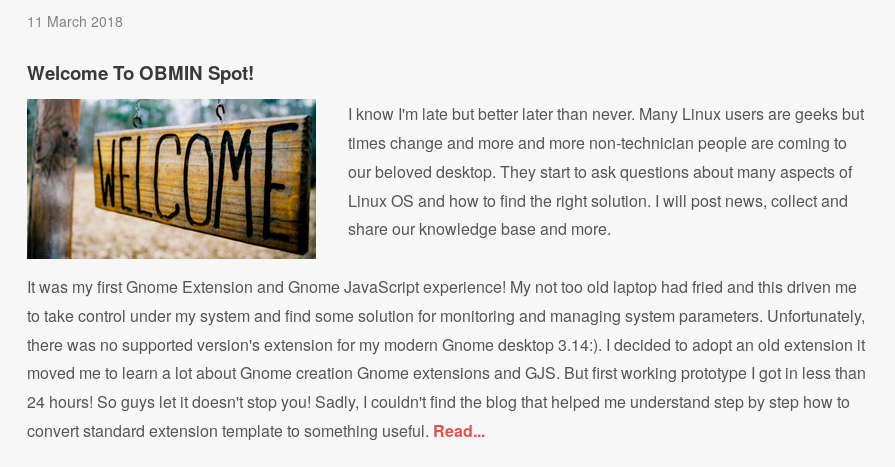 11 March 2018
Welcome To OBMIN Spot!
WELCOME
I know I'm late but better later than never. Many Linux users are geeks but
times change and more and more non-technician people are coming to
our beloved desktop. They start to ask questions about many aspects of
Linux OS and how to find the right solution. I will post news, collect and
share our knowledge base and more.
It was my first Gnome Extension and Gnome JavaScript experience! My not too old laptop had fried and this driven me
to take control under my system and find some solution for monitoring and managing system parameters. Unfortunately,
there was no supported version's extension for my modern Gnome desktop 3.14:). I decided to adopt an old extension it
moved me to learn a lot about Gnome creation Gnome extensions and GJS. But first working prototype I got in less than
24 hours! So guys let it doesn't stop you! Sadly, I couldn't find the blog that helped me understand step by step how to
convert standard extension template to something useful. Read...